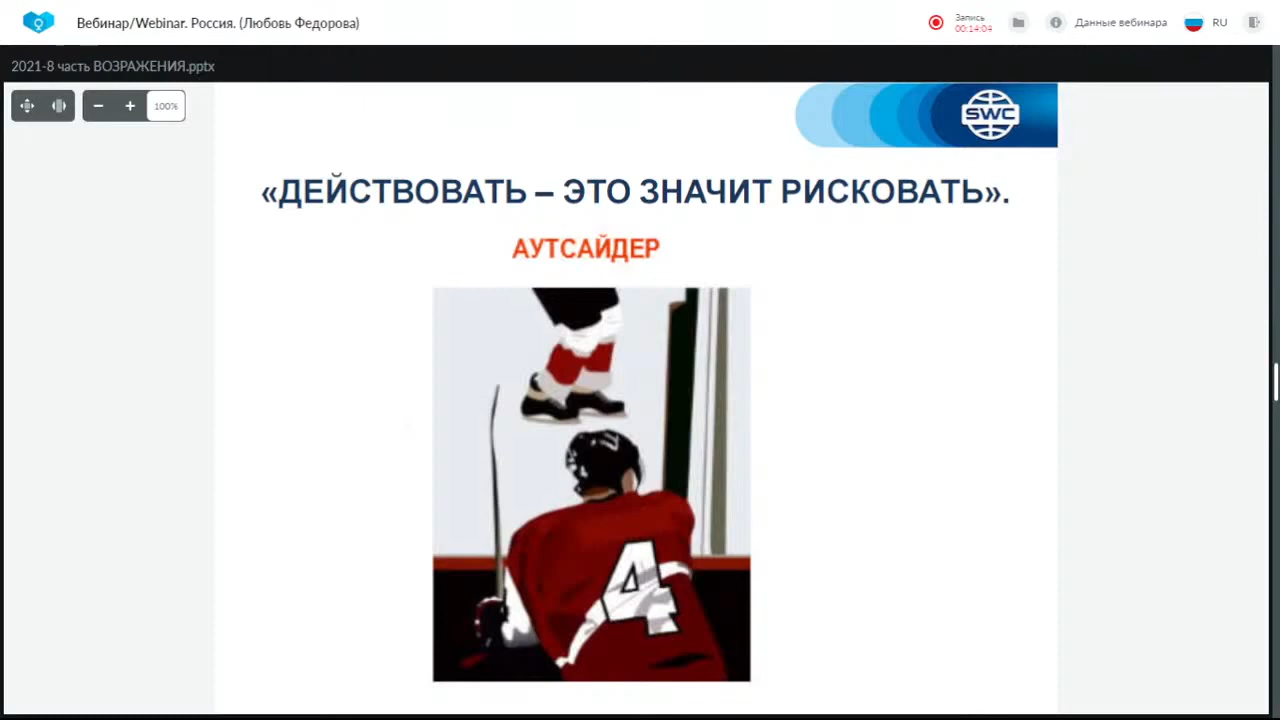 Вебинар/Webinar. Россия. (Любовь Федорова)
Запись
00:14:04
Данные вебинара
RU
2021-8 часть ВОЗРАЖЕНИЯ.pptx
100%
SWC
«ДЕЙСТВОВАТЬ – ЭТО ЗНАЧИТ РИСКОВАТЬ».
АУТСАЙДЕР
4